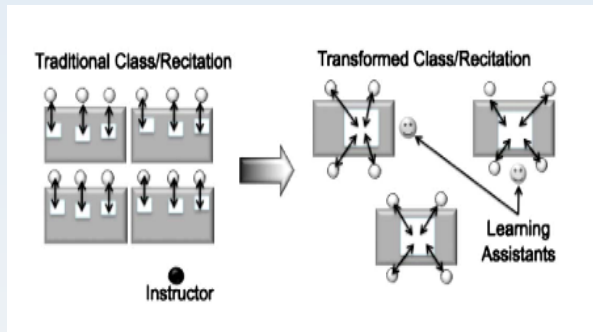 Traditional Class/Recitation
Transformed Class/Recitation
Learning
Assistants
Instructor